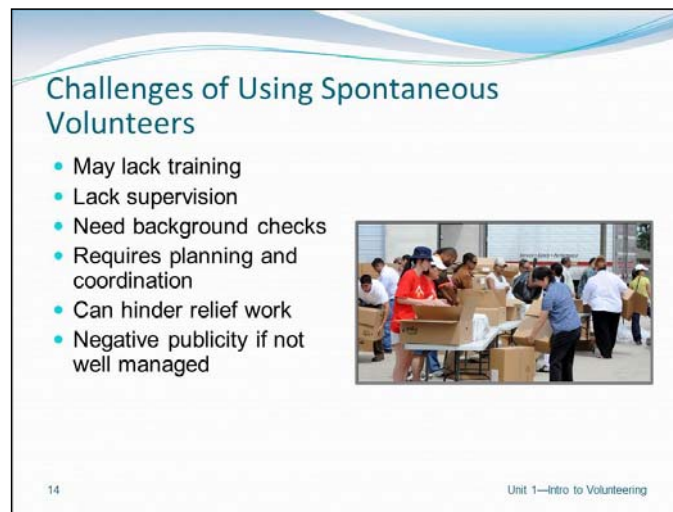 Challenges of Using Spontaneous
Volunteers
• May lack training
• Lack supervision
• Need background checks
• Requires planning and
coordination
• Can hinder relief work
• Negative publicity if not
well managed
14
Unit 1—Intro to Volunteering